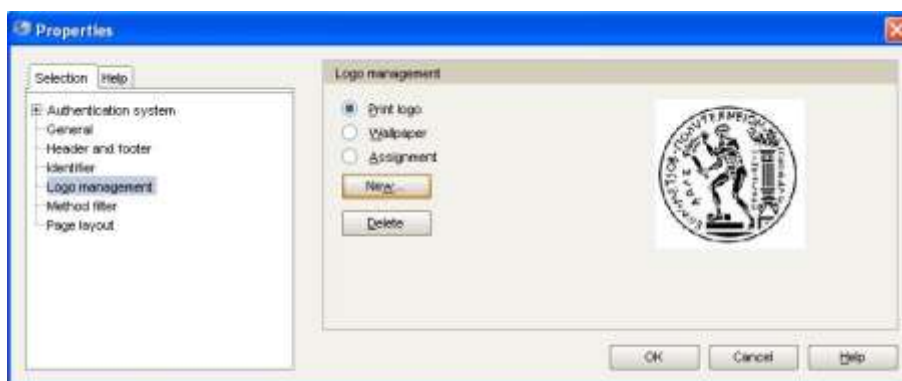 Properties
Selection Help
Authentication system
General
Header and footer
Identifier
Logo management
Method filter
Page layout
Logo management
Print logo
Wallpaper
Assignment
New...
Delete
OK
Cancel
Help